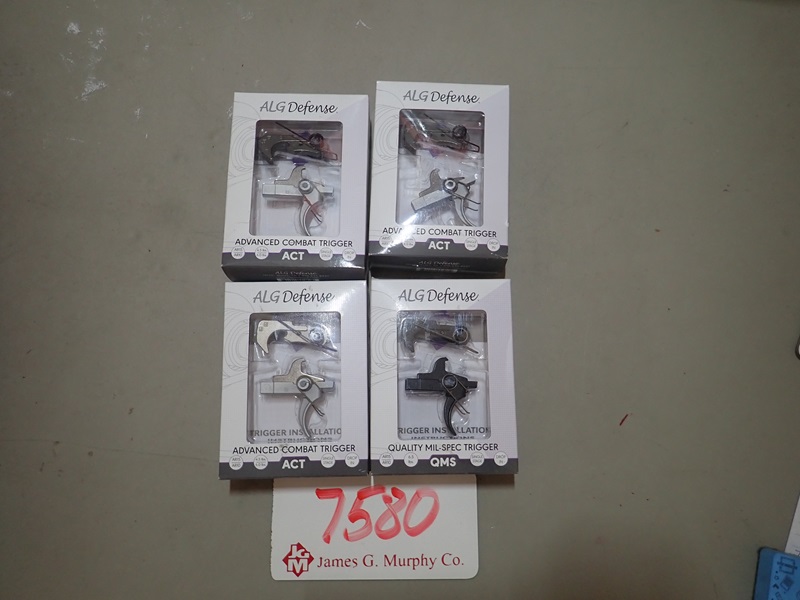 ALG Defense
ADVANCED COMBAT TRIGGER
ACT
ALG Defense
ADVANCED COMBAT TRIGGER
ACT
ALG Defense
TRIGGER INSTALLATIO
ADVANCED COMBAT TRIGGER
ACT
ALG Defense
RIGGER INSTALLATION
QUALITY MIL-SPEC TRIGGER
QMS
7580
JGM
James G. Murphy Co.